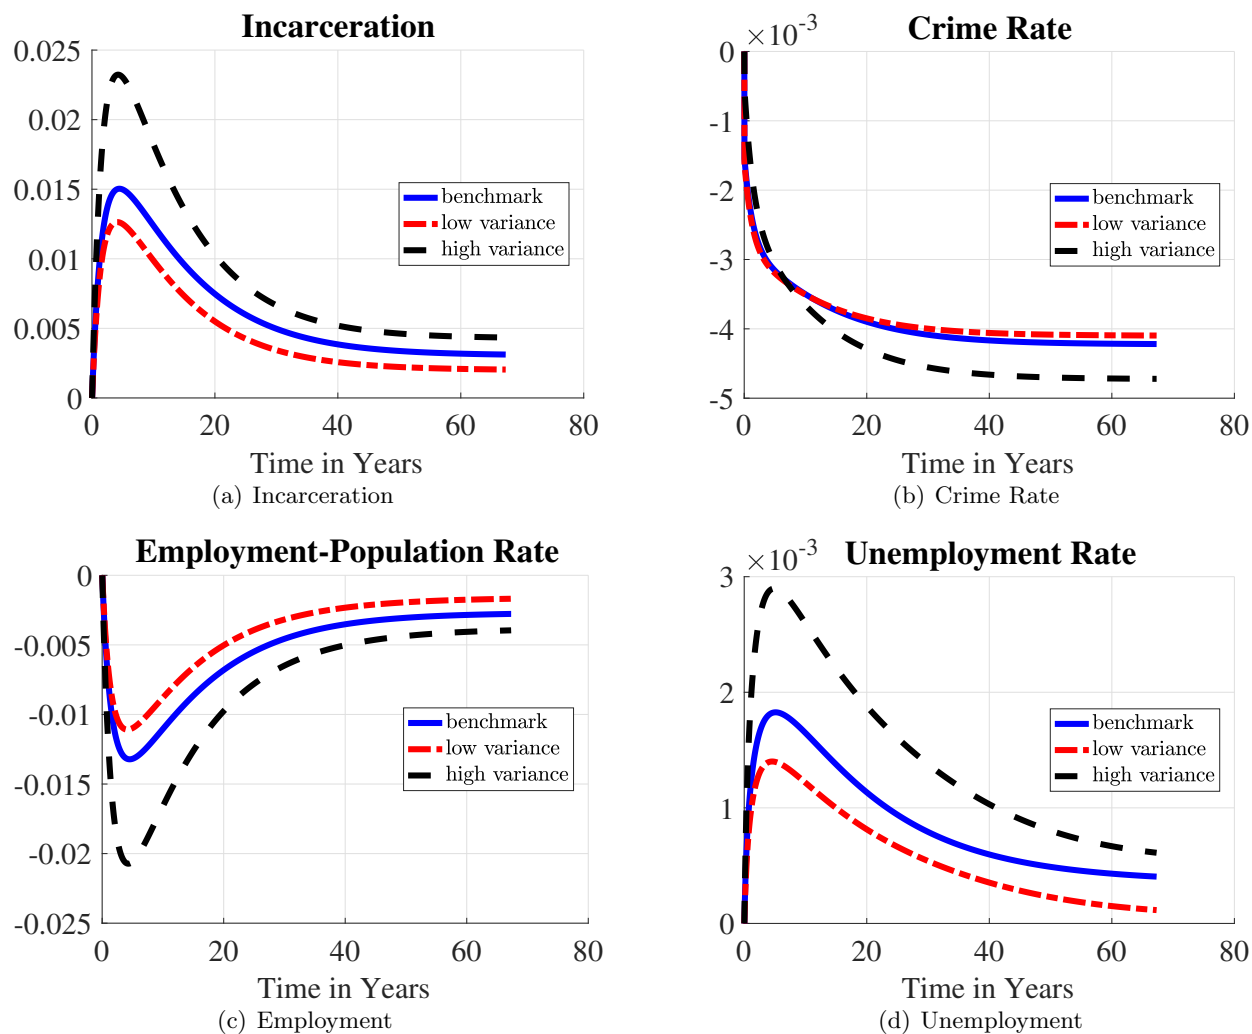 Incarceration
0.025
0.02
0.015
0.01
0.005
0
0 20 40 60 80
benchmark
low variance
high variance
Time in Years
(a) Incarceration
×10-3
Crime Rate
0
-1
-2
-3
-4
-5
0 20 40 60 80
benchmark
low variance
high variance
Time in Years
(b) Crime Rate
Employment-Population Rate
0
-0.005
-0.01
-0.015
-0.02
-0.025
0 20 40 60 80
benchmark
low variance
high variance
Time in Years
(c) Employment
×10-3
Unemployment Rate
3
2
1
0
0 20 40 60 80
benchmark
low variance
high variance
Time in Years
(d) Unemployment